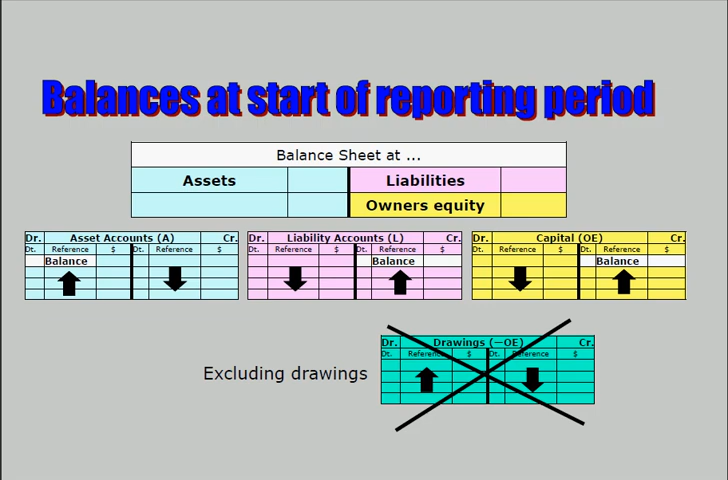 Balances at start of reporting period
Balance Sheet at ...
Assets Liabilities
Owners equity
Dr. Asset Accounts (A) Cr.
Dt. Reference $ Dt. Reference $
Balance
Dr. Liability Accounts (L) Cr.
Dt. Reference $ Dt. Reference $
Balance
Dr. Capital (OE) Cr.
Dt. Reference $ Dt. Reference $
Balance
Excluding drawings
Dr. Drawings (—OE) Cr.
Dt. Reference $ Dt. Reference $